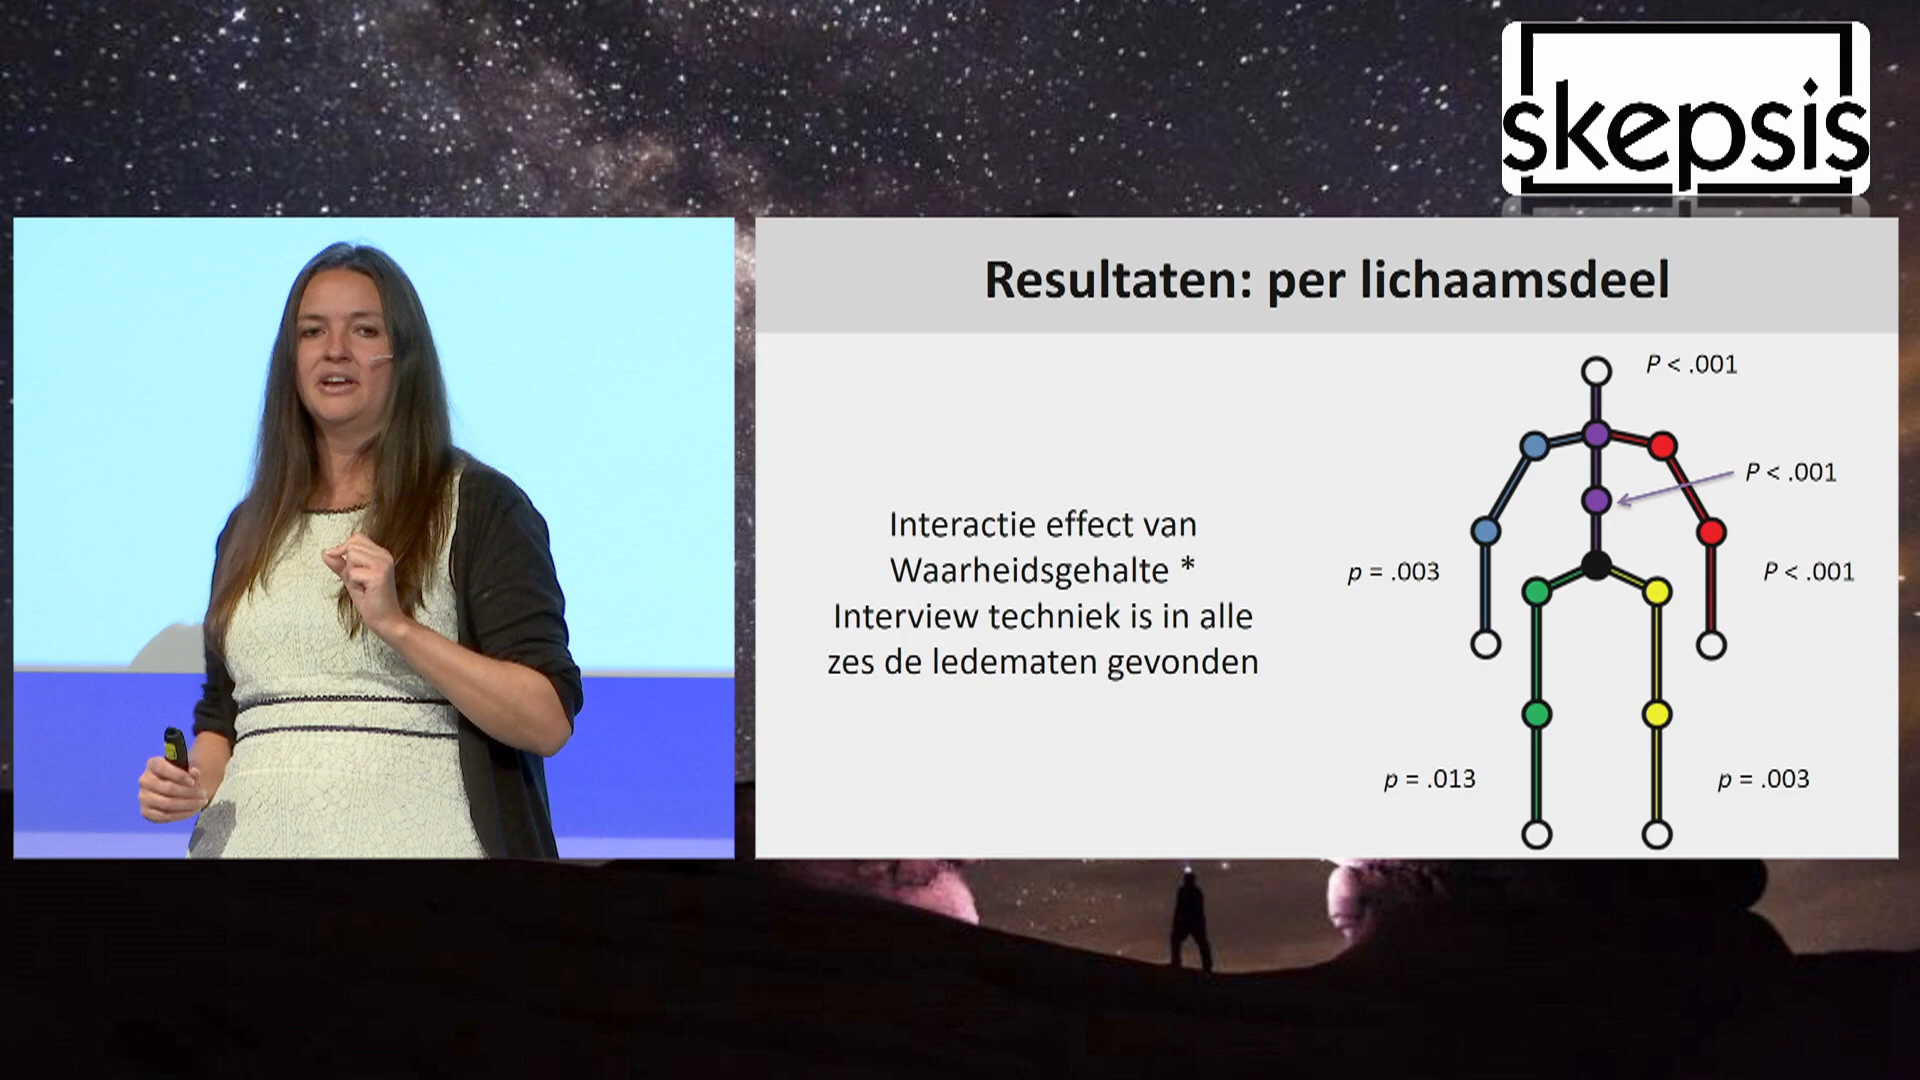 skepsis
Resultaten: per lichaamsdeel
P < .001
P < .001
Interactie effect van
Waarheidsgehalte *
Interview techniek is in alle
zes de ledematen gevonden
p = .003
P < .001
p = .013
p = .003